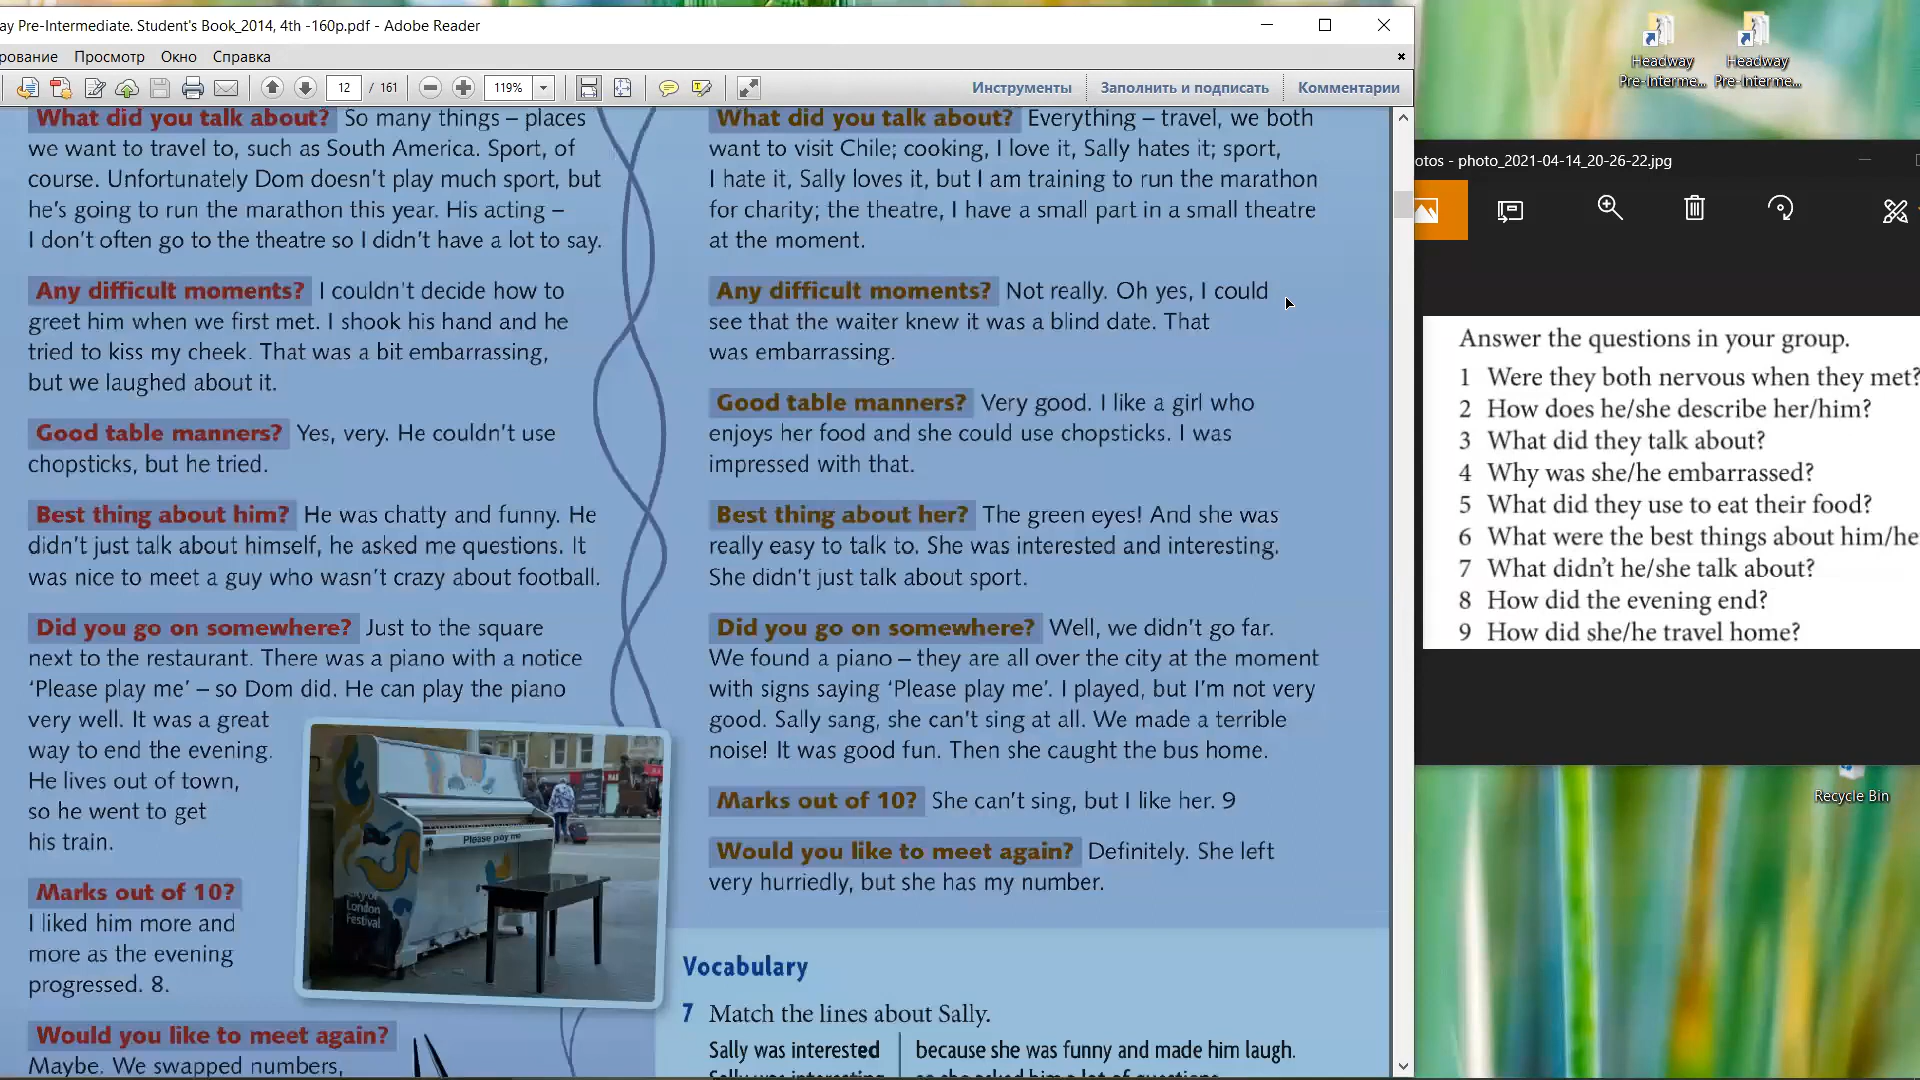 ay Pre-Intermediate. Student's Book_2014, 4th -160p.pdf - Adobe Reader
рование Просмотр Окно Справка
12 / 161 119% Инструменты Заполнить и подписать Комментарии
What did you talk about? So many things – places
we want to travel to, such as South America. Sport, of
course. Unfortunately Dom doesn't play much sport, but
he's going to run the marathon this year. His acting –
I don't often go to the theatre so I didn't have a lot to say.
Any difficult moments? I couldn't decide how to
greet him when we first met. I shook his hand and he
tried to kiss my cheek. That was a bit embarrassing,
but we laughed about it.
Good table manners? Yes, very. He couldn't use
chopsticks, but he tried.
Best thing about him? He was chatty and funny. He
didn't just talk about himself, he asked me questions. It
was nice to meet a guy who wasn't crazy about football.
Did you go on somewhere? Just to the square
next to the restaurant. There was a piano with a notice
'Please play me' – so Dom did. He can play the piano
very well. It was a great
way to end the evening.
He lives out of town,
so he went to get
his train.
Marks out of 10?
I liked him more and
more as the evening
progressed. 8.
Would you like to meet again?
Maybe. We swapped numbers,
Please play me
London
Festival
What did you talk about? Everything – travel, we both
want to visit Chile; cooking, I love it, Sally hates it; sport,
I hate it, Sally loves it, but I am training to run the marathon
for charity; the theatre, I have a small part in a small theatre
at the moment.
Any difficult moments? Not really. Oh yes, I could
see that the waiter knew it was a blind date. That
was embarrassing.
Good table manners? Very good. I like a girl who
enjoys her food and she could use chopsticks. I was
impressed with that.
Best thing about her? The green eyes! And she was
really easy to talk to. She was interested and interesting.
She didn't just talk about sport.
Did you go on somewhere? Well, we didn't go far.
We found a piano – they are all over the city at the moment
with signs saying 'Please play me'. I played, but I'm not very
good. Sally sang, she can't sing at all. We made a terrible
noise! It was good fun. Then she caught the bus home.
Marks out of 10? She can't sing, but I like her. 9
Would you like to meet again? Definitely. She left
very hurriedly, but she has my number.
Vocabulary
7 Match the lines about Sally.
Sally was interested because she was funny and made him laugh.
Sally was interesting so she asked him a lot of questions.
Headway
Pre-Interme...
Headway
Pre-Interme...
otos - photo_2021-04-14_20-26-22.jpg
Answer the questions in your group.
1 Were they both nervous when they met?
2 How does he/she describe her/him?
3 What did they talk about?
4 Why was she/he embarrassed?
5 What did they use to eat their food?
6 What were the best things about him/he
7 What didn't he/she talk about?
8 How did the evening end?
9 How did she/he travel home?
Recycle Bin